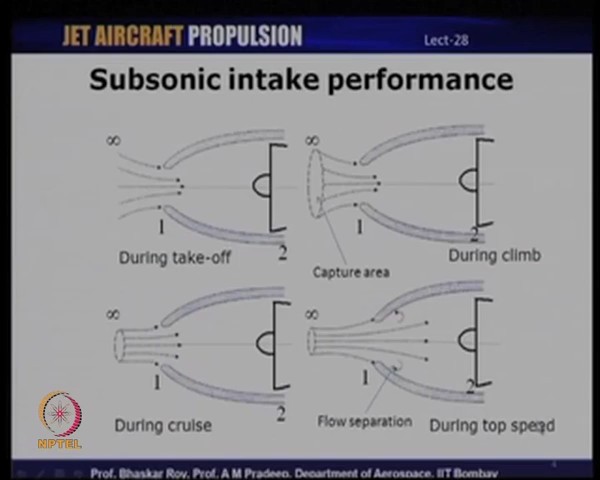 JET AIRCRAFT PROPULSION
Lect-28
Subsonic intake performance
∞
1
2
During take-off
∞
1
2
Capture area
During climb
∞
1
2
During cruise
∞
1
2
Flow separation
During top speed
NPTEL
4
Prof. Bhaskar Roy, Prof. A M Pradeep, Department of Aerospace, IIT Bombay